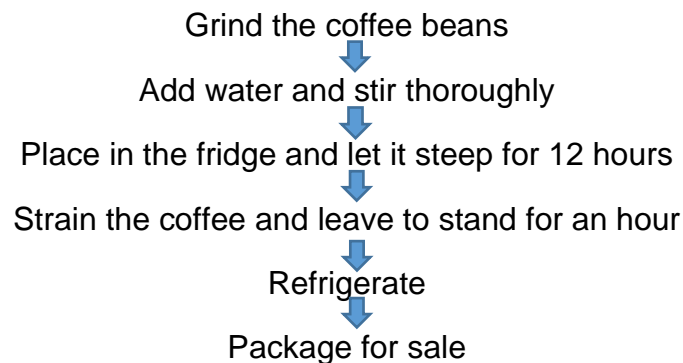 Grind the coffee beans
Add water and stir thoroughly
Place in the fridge and let it steep for 12 hours
Strain the coffee and leave to stand for an hour
Refrigerate
Package for sale